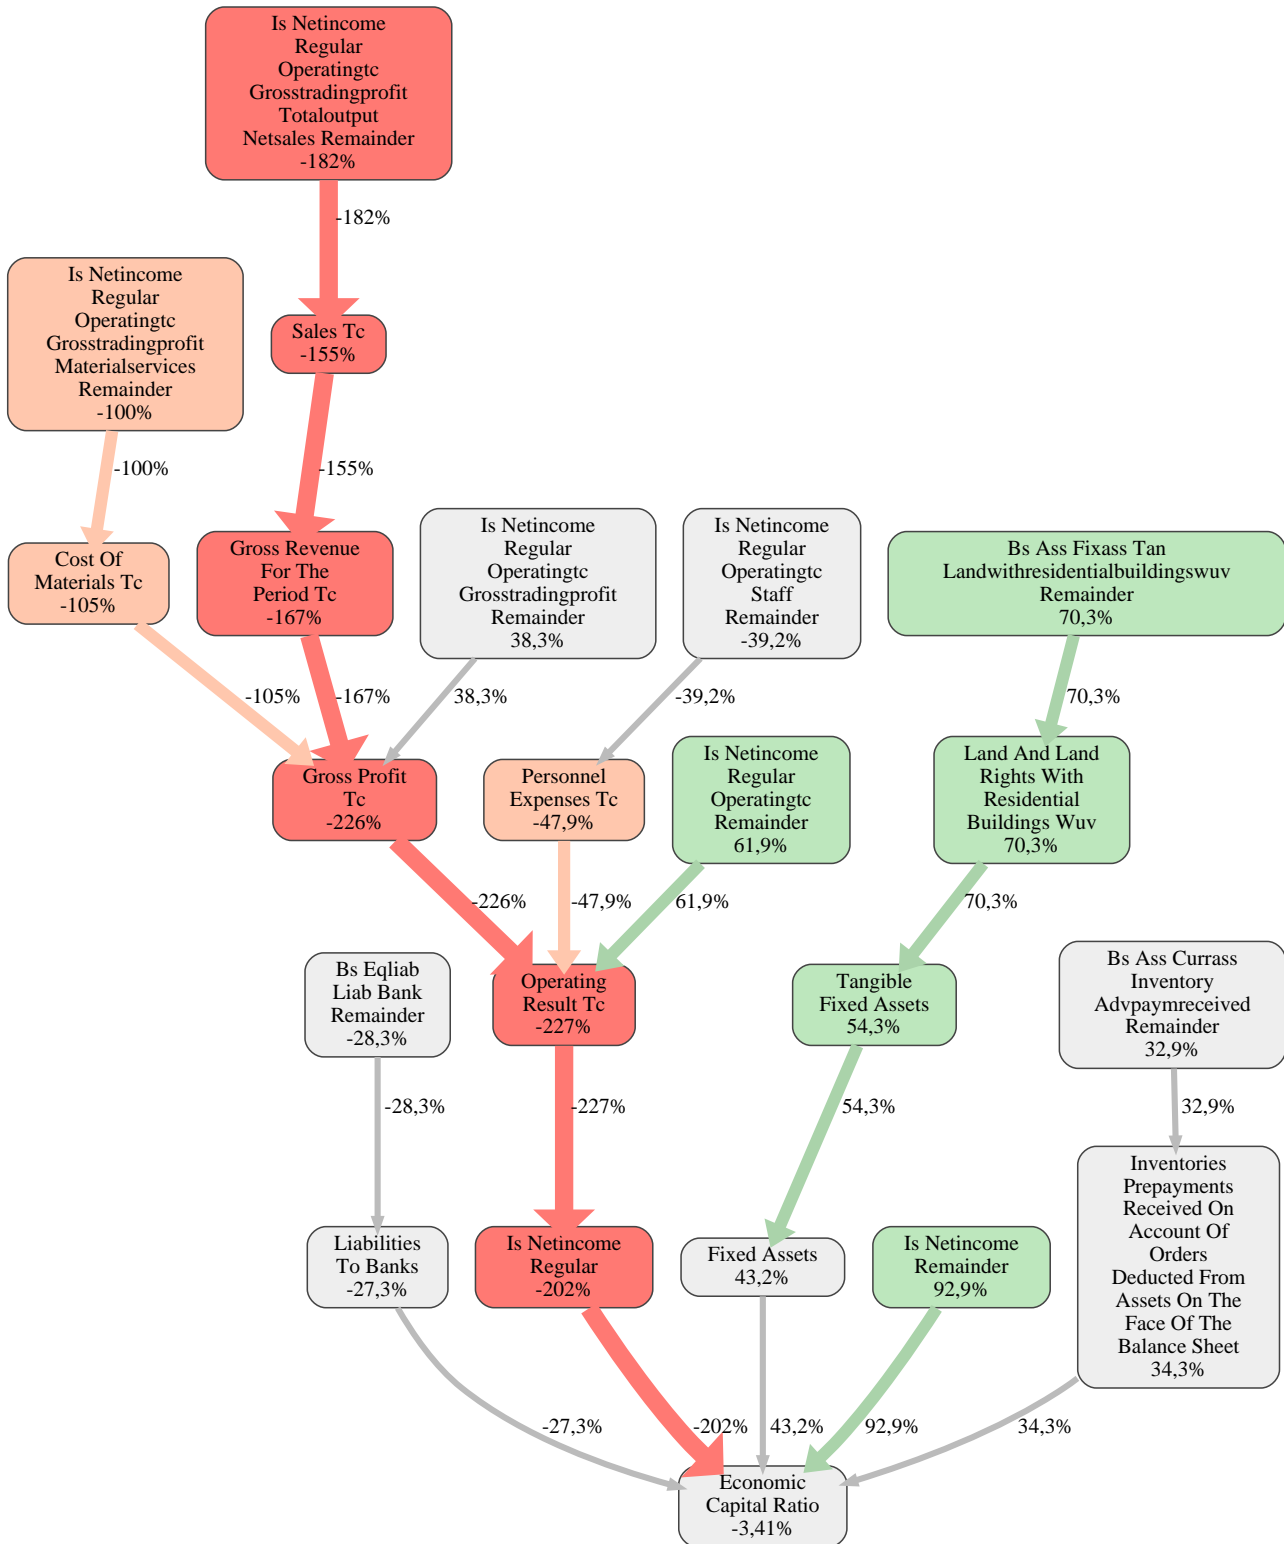 Is Netincome
Regular
Operatingtc
Grosstradingprofit
Totaloutput
Netsales Remainder
-182%
-182%
Is Netincome
Regular
Operatingtc
Grosstradingprofit
Materialservices
Remainder
-100%
Sales Tc
-155%
-100%
-155%
Cost Of
Materials Tc
-105%
Gross Revenue
For The
Period Tc
-167%
Is Netincome
Regular
Operatingtc
Grosstradingprofit
Remainder
38,3%
Is Netincome
Regular
Operatingtc
Staff
Remainder
-39,2%
Bs Ass Fixass Tan
Landwithresidentialbuildingswuv
Remainder
70,3%
-105%
-167%
38,3%
-39,2%
70,3%
Gross Profit
Tc
-226%
Personnel
Expenses Tc
-47,9%
Is Netincome
Regular
Operatingtc
Remainder
61,9%
Land And Land
Rights With
Residential
Buildings Wuv
70,3%
-226%
-47,9%
61,9%
70,3%
Bs Eqliab
Liab Bank
Remainder
-28,3%
Operating
Result Tc
-227%
Tangible
Fixed Assets
54,3%
Bs Ass Currass
Inventory
Advpaymreceived
Remainder
32,9%
-28,3%
-227%
54,3%
32,9%
Liabilities
To Banks
-27,3%
Is Netincome
Regular
-202%
Fixed Assets
43,2%
Is Netincome
Remainder
92,9%
Inventories
Prepayments
Received On
Account Of
Orders
Deducted From
Assets On The
Face Of The
Balance Sheet
34,3%
-27,3%
-202%
43,2%
92,9%
34,3%
Economic
Capital Ratio
-3,41%